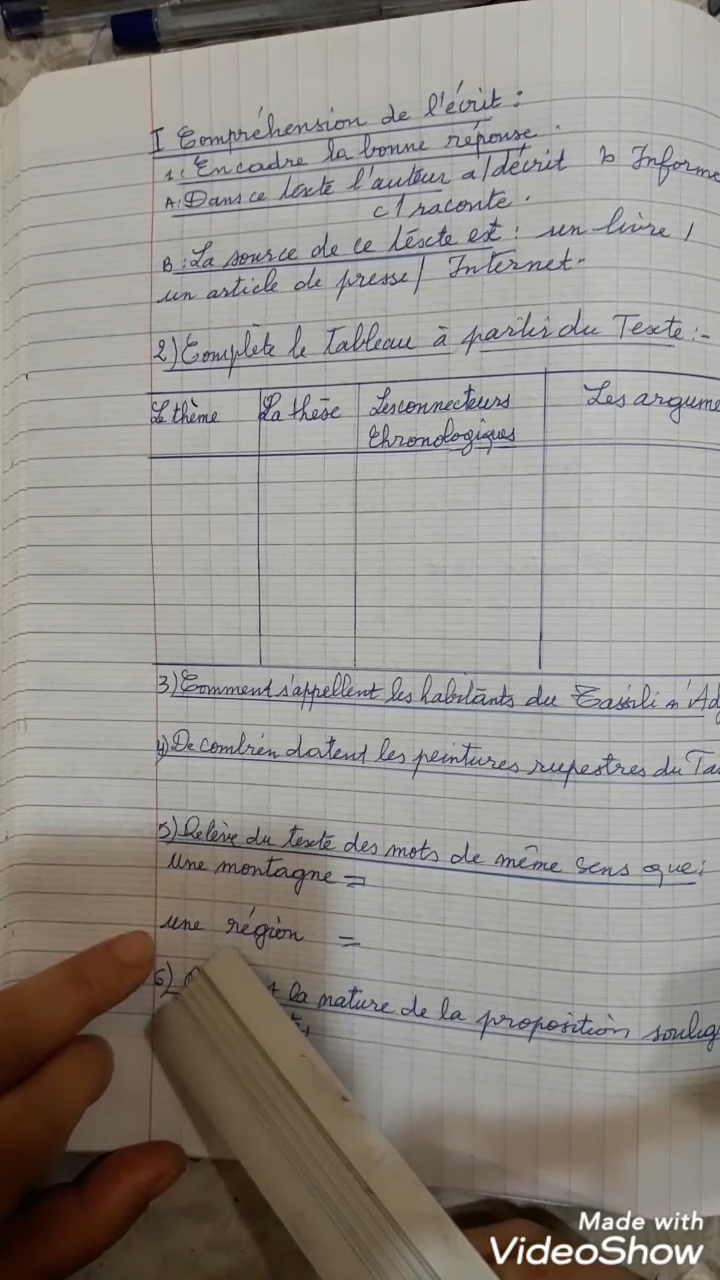 I Compréhension de l'écrit :
1: Encadre la bonne réponse.
A: Dans ce texte l'auteur a/décrit b Informe
c/ raconte.
B: La source de ce texte est : un livre /
un article de presse / Internet.
2) Complète le tableau à partir du Texte :-
Le thème La thèse Les connecteurs Chronologiques Les argume
3) Comment s'appellent les habitants du Tassili n'Adj
4) De combien datent les peintures rupestres du Tas
5) Relève du texte des mots de même sens que:
une montagne =
une région =
6) la nature de la proposition soulig
Made with
VideoShow